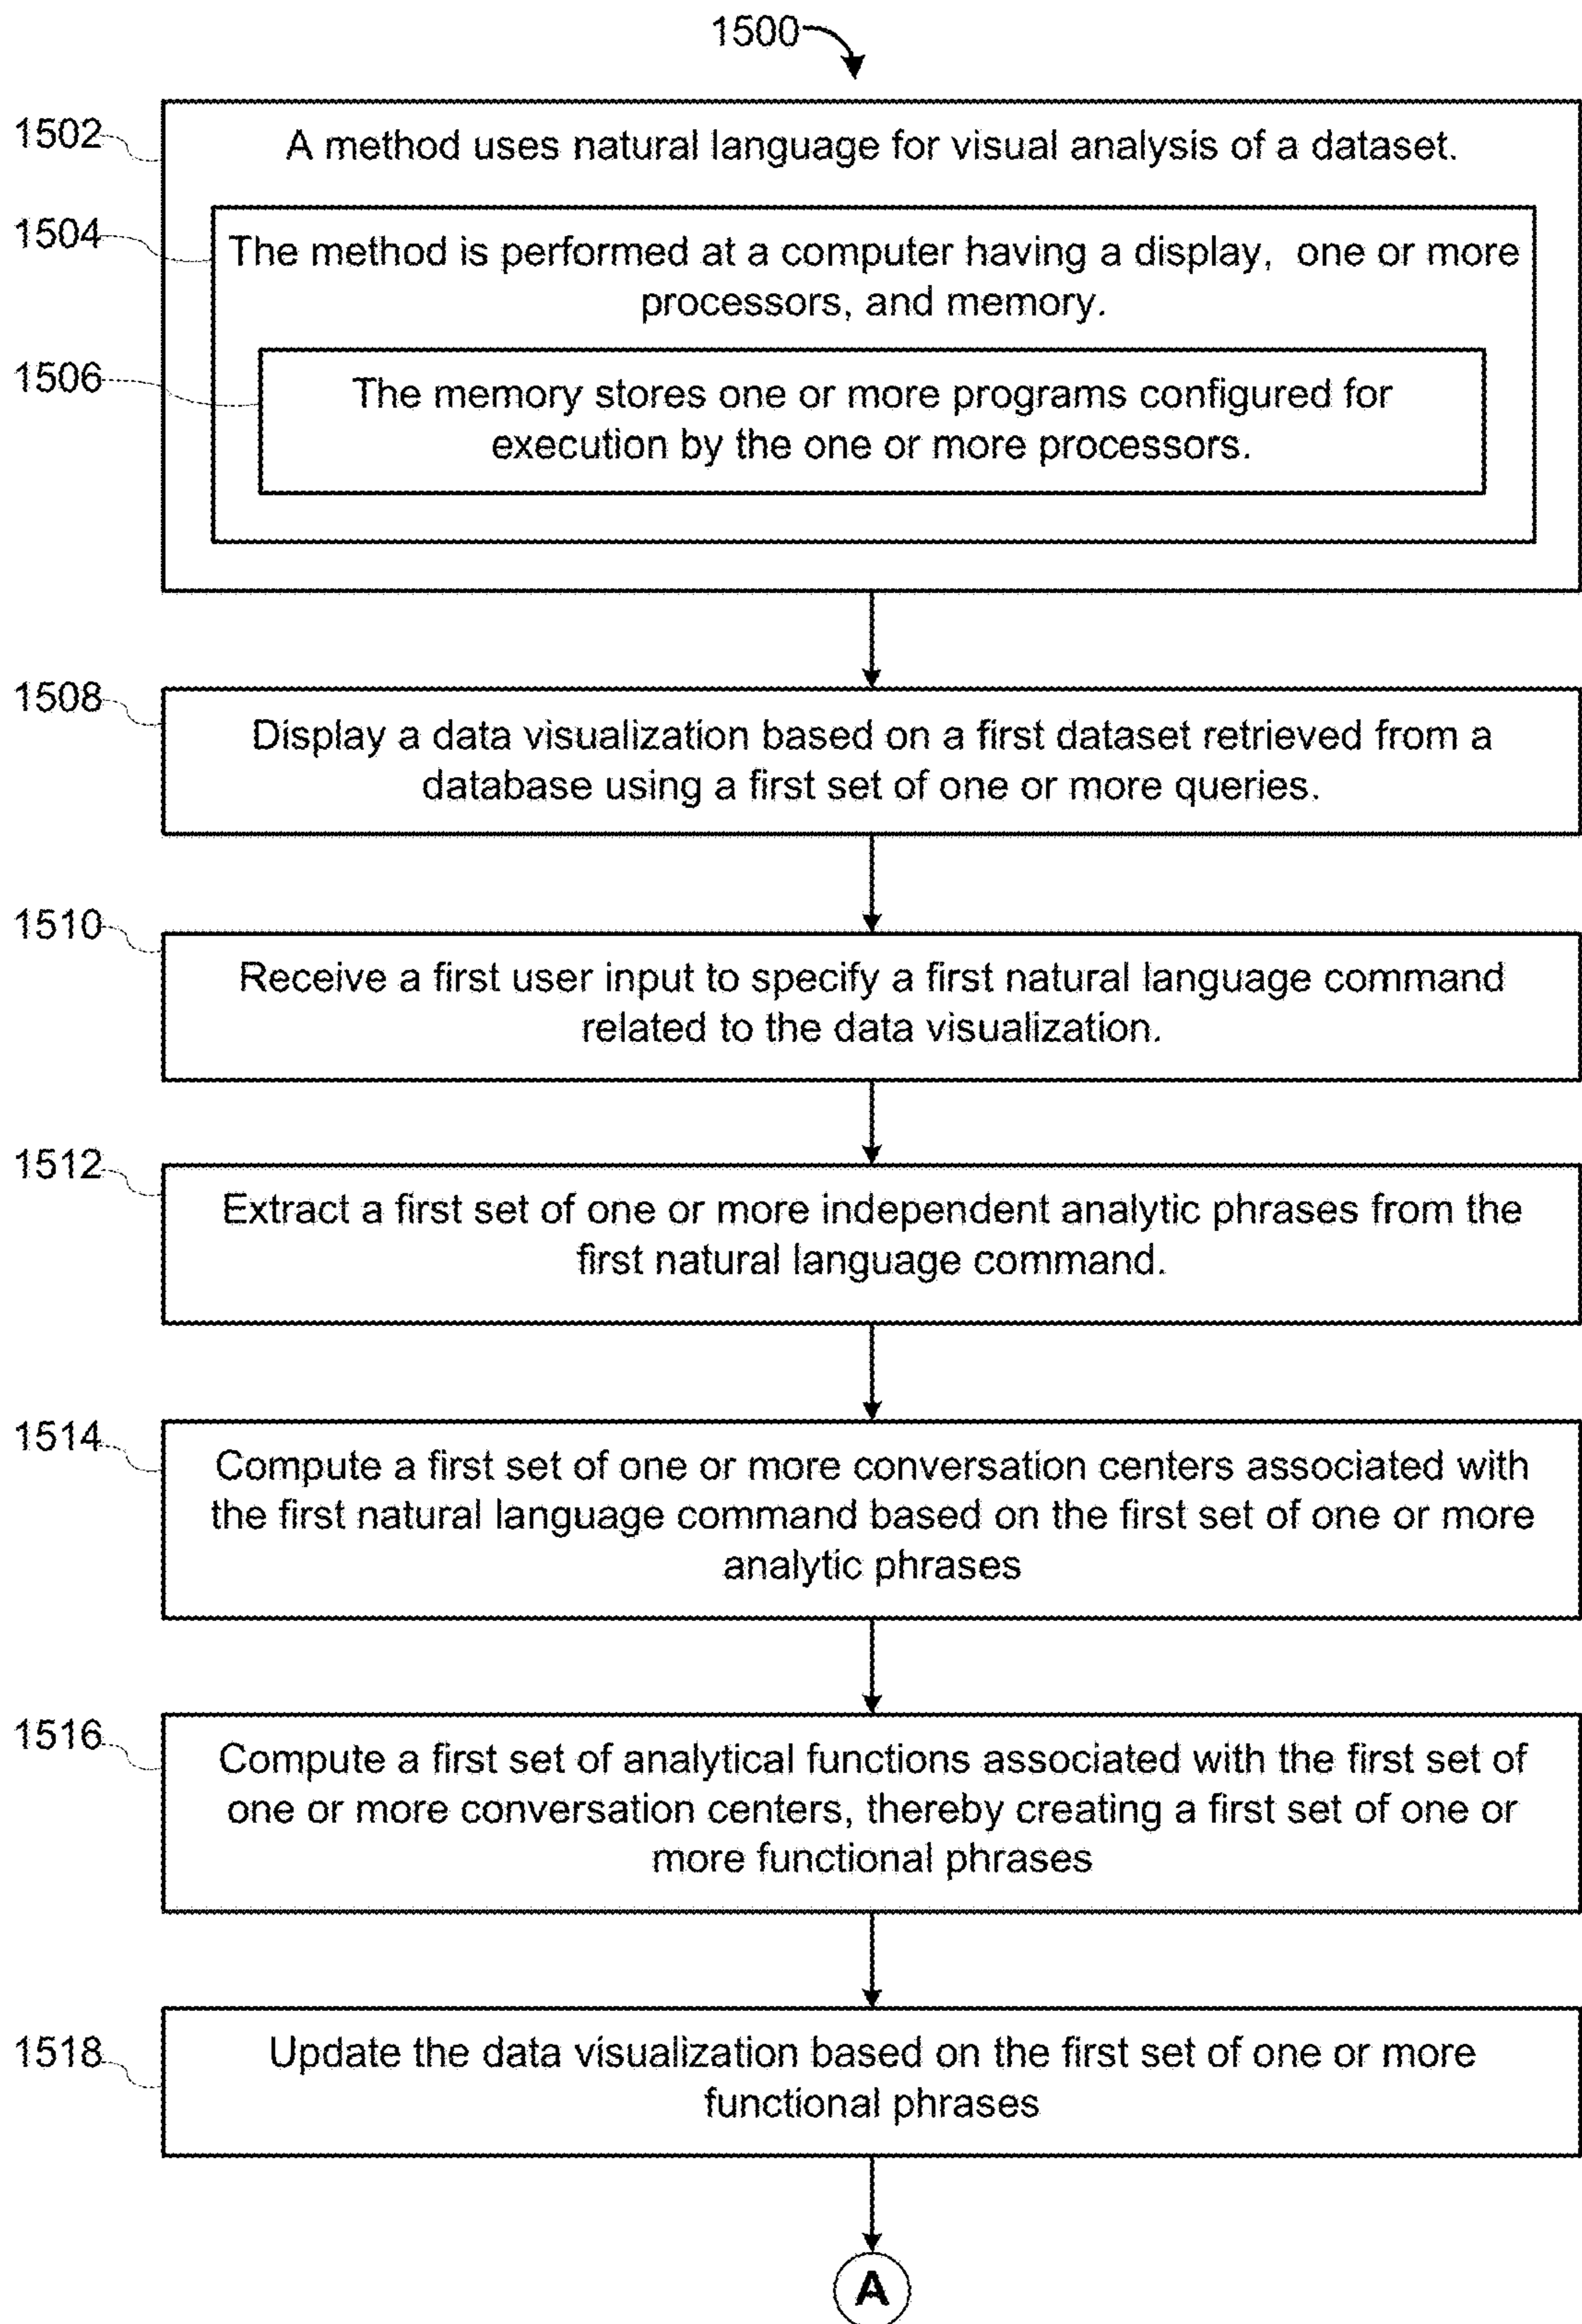 1500
1502
A method uses natural language for visual analysis of a dataset.
1504
The method is performed at a computer having a display, one or more
processors, and memory.
1506
The memory stores one or more programs configured for
execution by the one or more processors.
1508
Display a data visualization based on a first dataset retrieved from a
database using a first set of one or more queries.
1510
Receive a first user input to specify a first natural language command
related to the data visualization.
1512
Extract a first set of one or more independent analytic phrases from the
first natural language command.
1514
Compute a first set of one or more conversation centers associated with
the first natural language command based on the first set of one or more
analytic phrases
1516
Compute a first set of analytical functions associated with the first set of
one or more conversation centers, thereby creating a first set of one or
more functional phrases
1518
Update the data visualization based on the first set of one or more
functional phrases
A